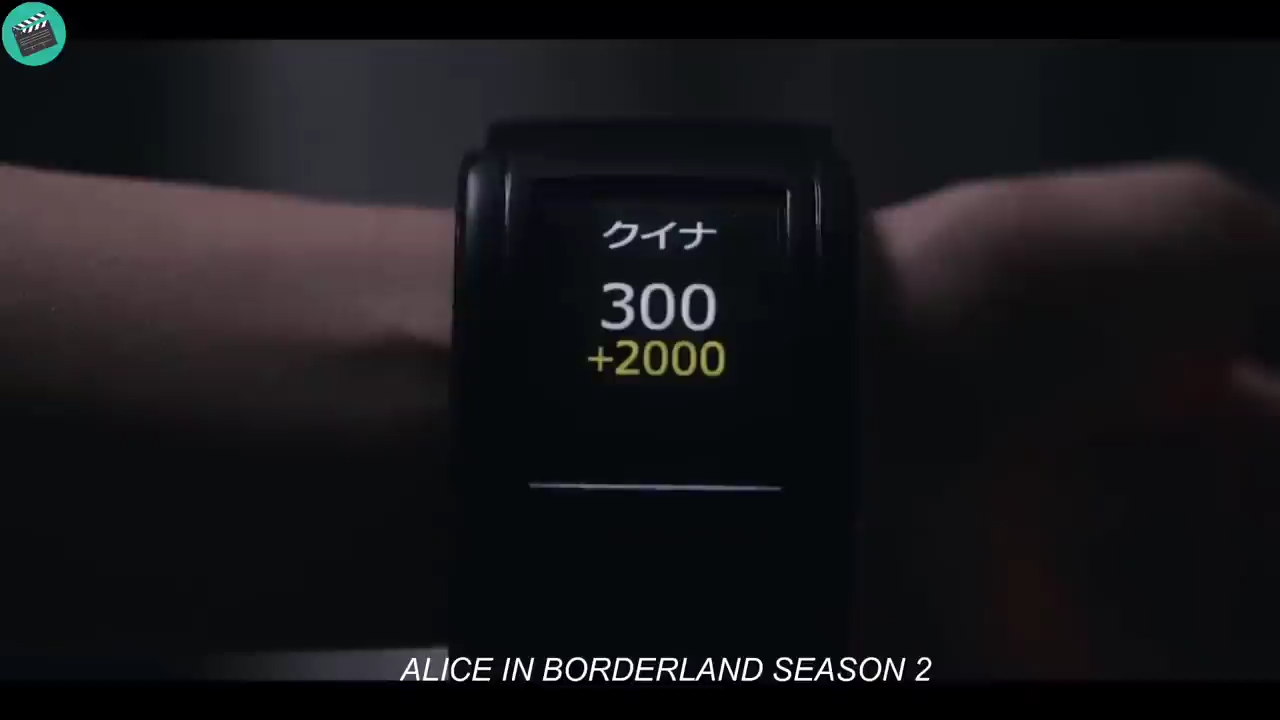 クイナ
300
+2000
ALICE IN BORDERLAND SEASON 2